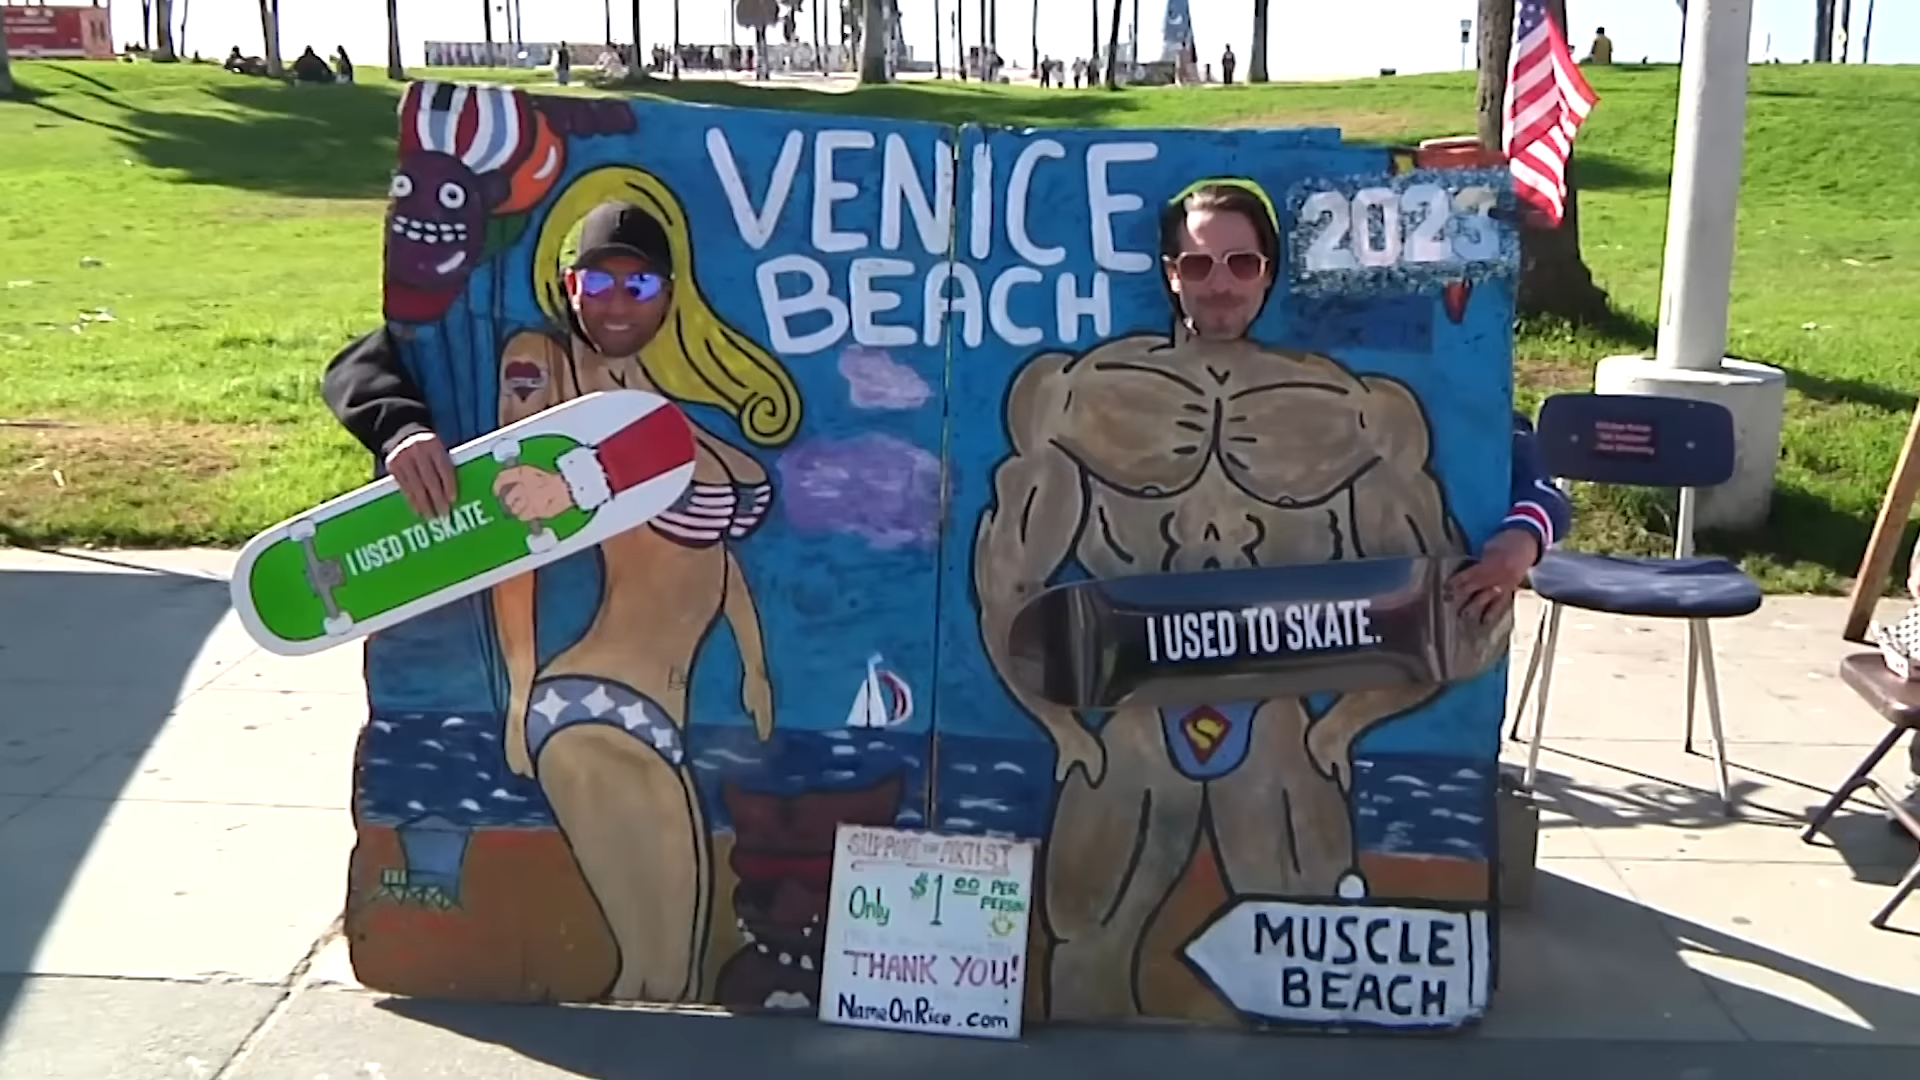 VENICE
BEACH
2023
I USED TO SKATE.
I USED TO SKATE.
SUPPORT THE ARTIST
Only $1.00 PER
PERSON
THANK YOU!
NameOnRice.com
MUSCLE
BEACH